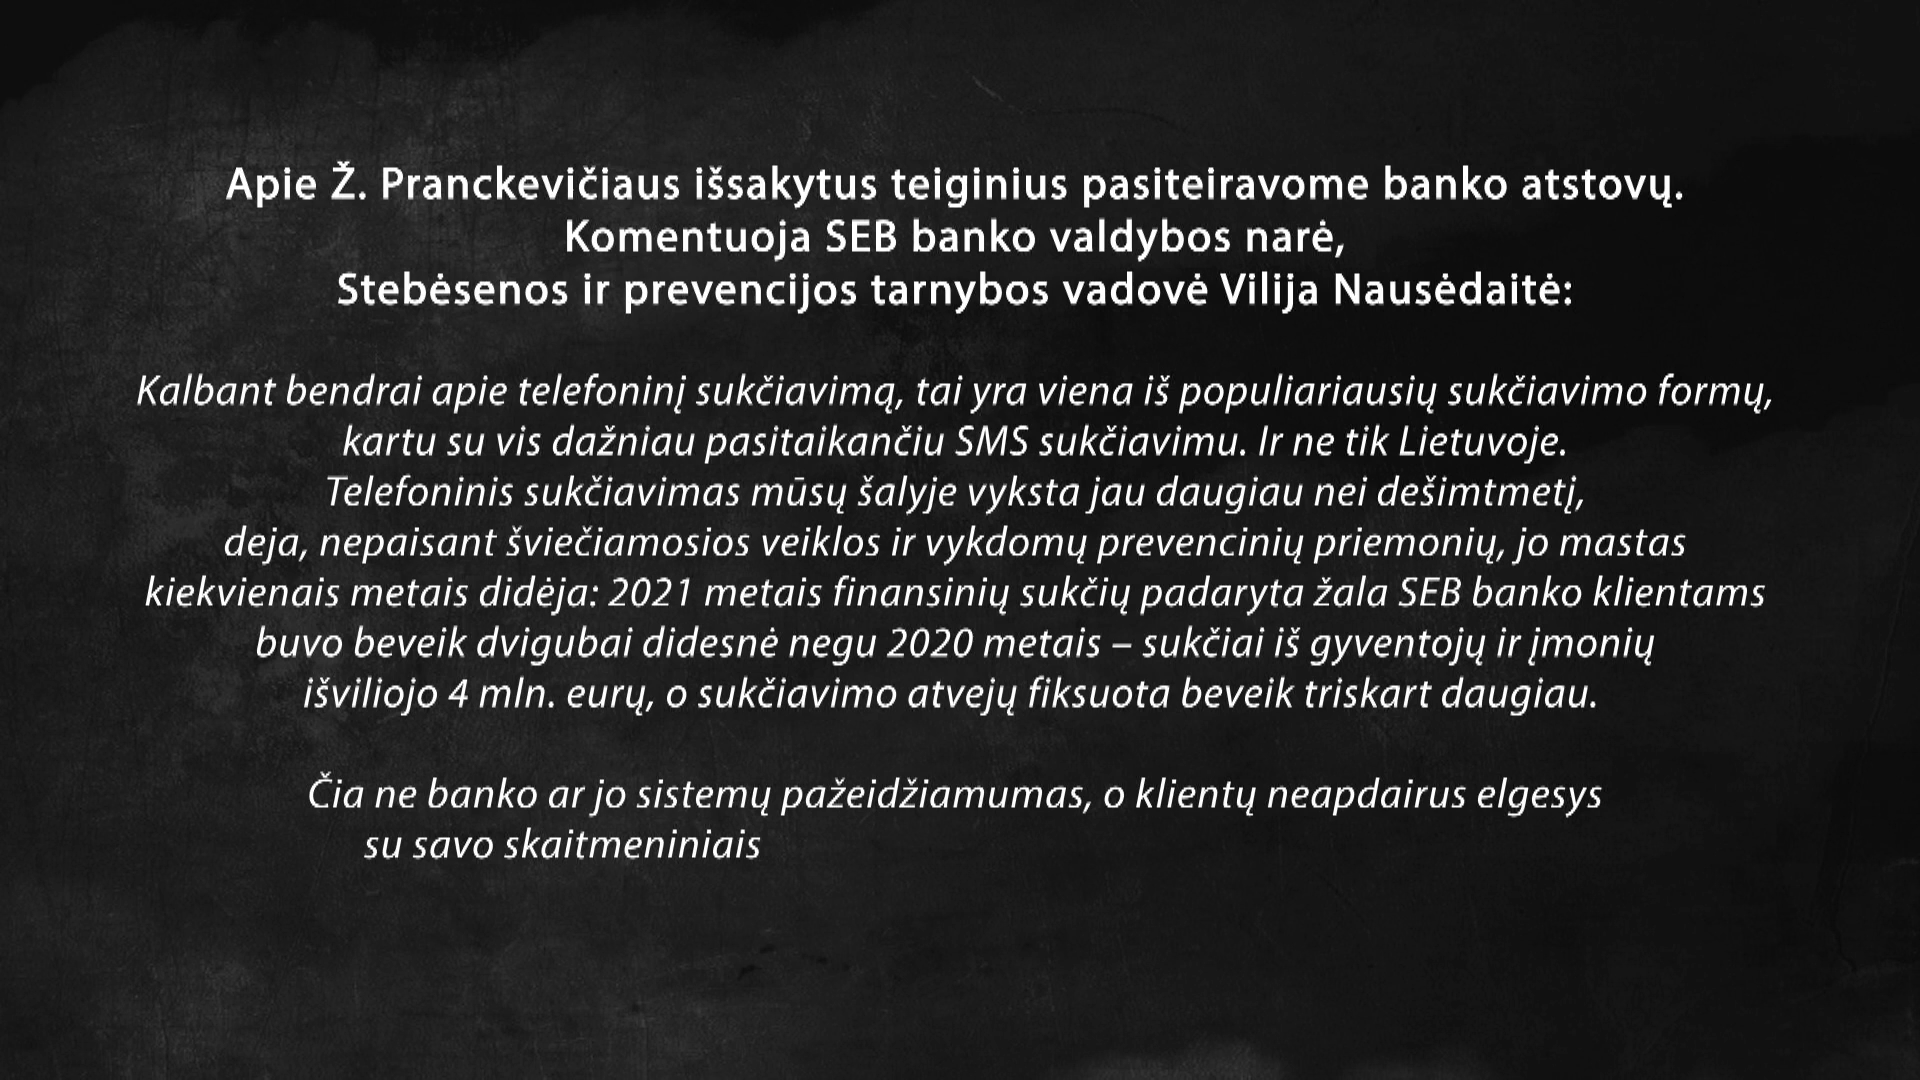 Apie Ž. Pranckevičiaus išsakytus teiginius pasiteiravome banko atstovų.
Komentuoja SEB banko valdybos narė,
Stebėsenos ir prevencijos tarnybos vadovė Vilija Nausėdaitė:
Kalbant bendrai apie telefoninį sukčiavimą, tai yra viena iš populiariausių sukčiavimo formų,
kartu su vis dažniau pasitaikančiu SMS sukčiavimu. Ir ne tik Lietuvoje.
Telefoninis sukčiavimas mūsų šalyje vyksta jau daugiau nei dešimtmetį,
deja, nepaisant šviečiamosios veiklos ir vykdomų prevencinių priemonių, jo mastas
kiekvienais metais didėja: 2021 metais finansinių sukčių padaryta žala SEB banko klientams
buvo beveik dvigubai didesnė negu 2020 metais – sukčiai iš gyventojų ir įmonių
išviliojo 4 mln. eurų, o sukčiavimo atvejų fiksuota beveik triskart daugiau.
Čia ne banko ar jo sistemų pažeidžiamumas, o klientų neapdairus elgesys
su savo skaitmeniniais